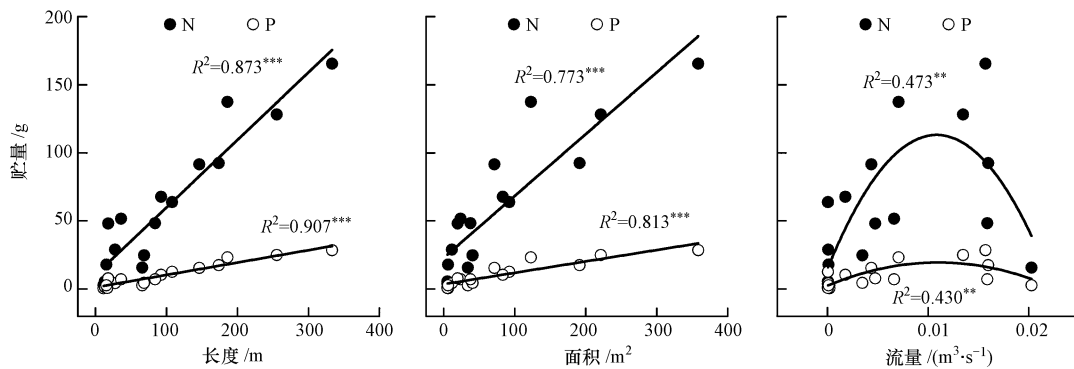 200
150
100
50
0
贮量 /g
N P
R²=0.873***
R²=0.907***
0 100 200 300 400
长度 /m
N P
R²=0.773***
R²=0.813***
0 100 200 300 400
面积 /m²
N P
R²=0.473**
R²=0.430**
0 0.01 0.02
流量 /(m³·s⁻¹)